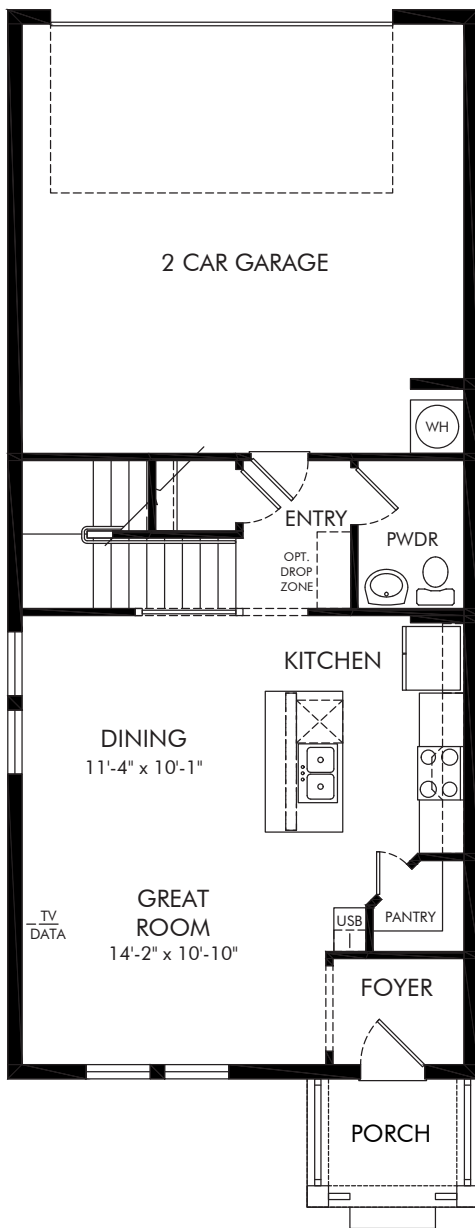 2 CAR GARAGE
WH
ENTRY
PWDR
OPT.
DROP
ZONE
KITCHEN
DINING
11'-4" x 10'-1"
GREAT
ROOM
14'-2" x 10'-10"
TV
DATA
USB
PANTRY
FOYER
PORCH